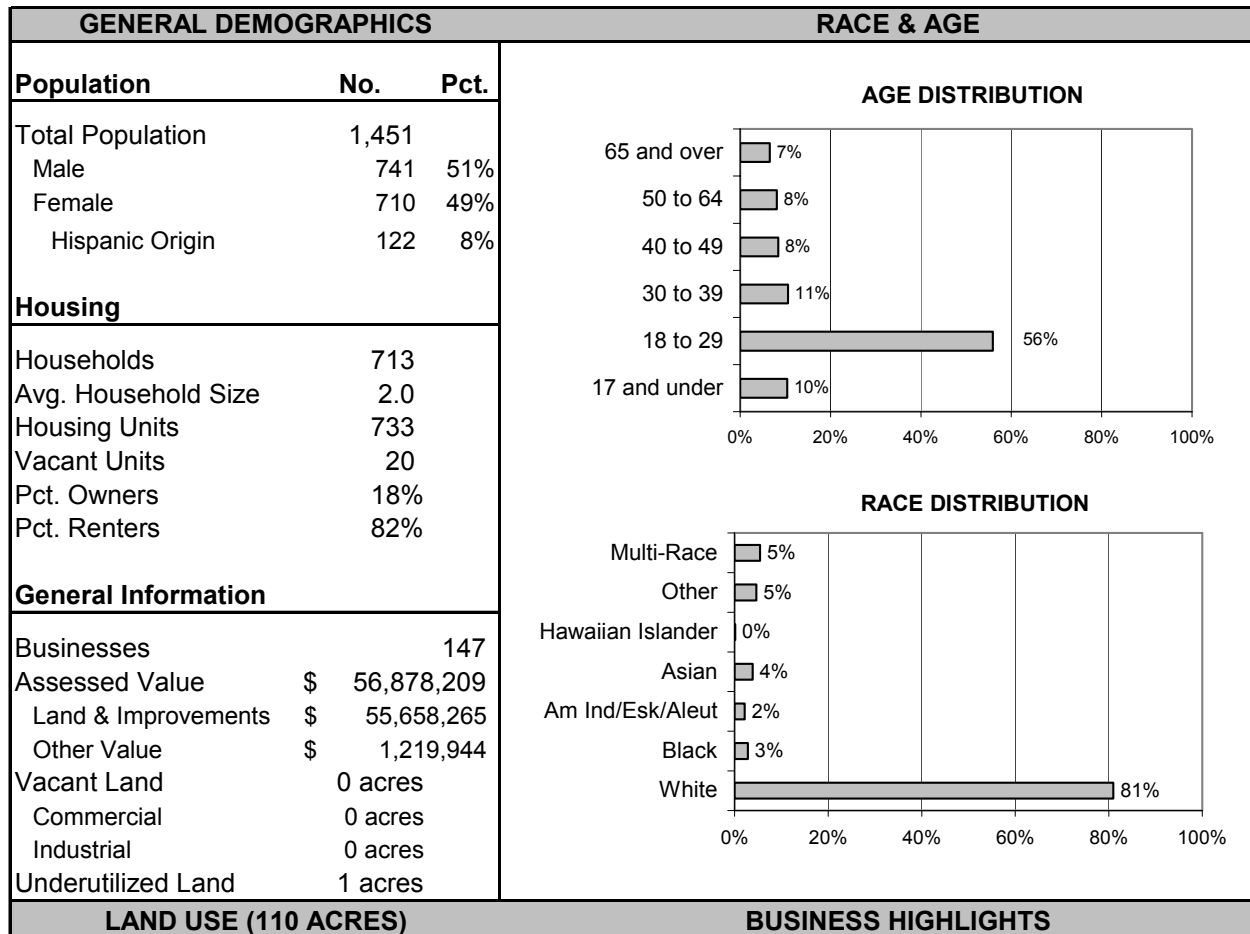 GENERAL DEMOGRAPHICS
Population No. Pct.
Total Population 1,451
Male 741 51%
Female 710 49%
Hispanic Origin 122 8%
Housing
Households 713
Avg. Household Size 2.0
Housing Units 733
Vacant Units 20
Pct. Owners 18%
Pct. Renters 82%
General Information
Businesses 147
Assessed Value $ 56,878,209
Land & Improvements $ 55,658,265
Other Value $ 1,219,944
Vacant Land 0 acres
Commercial 0 acres
Industrial 0 acres
Underutilized Land 1 acres
RACE & AGE
AGE DISTRIBUTION
65 and over 7%
50 to 64 8%
40 to 49 8%
30 to 39 11%
18 to 29 56%
17 and under 10%
0% 20% 40% 60% 80% 100%
RACE DISTRIBUTION
Multi-Race 5%
Other 5%
Hawaiian Islander 0%
Asian 4%
Am Ind/Esk/Aleut 2%
Black 3%
White 81%
0% 20% 40% 60% 80% 100%
LAND USE (110 ACRES)
BUSINESS HIGHLIGHTS